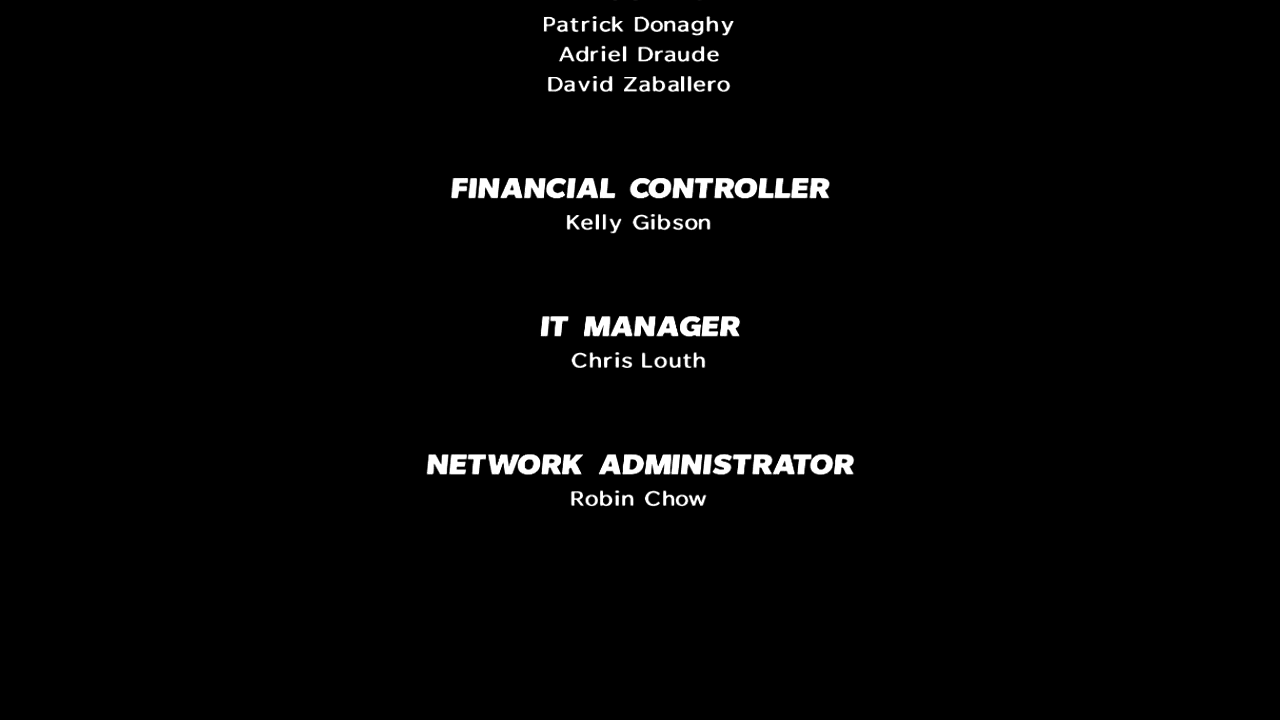 Patrick Donaghy
Adriel Draude
David Zaballero
FINANCIAL CONTROLLER
Kelly Gibson
IT MANAGER
Chris Louth
NETWORK ADMINISTRATOR
Robin Chow